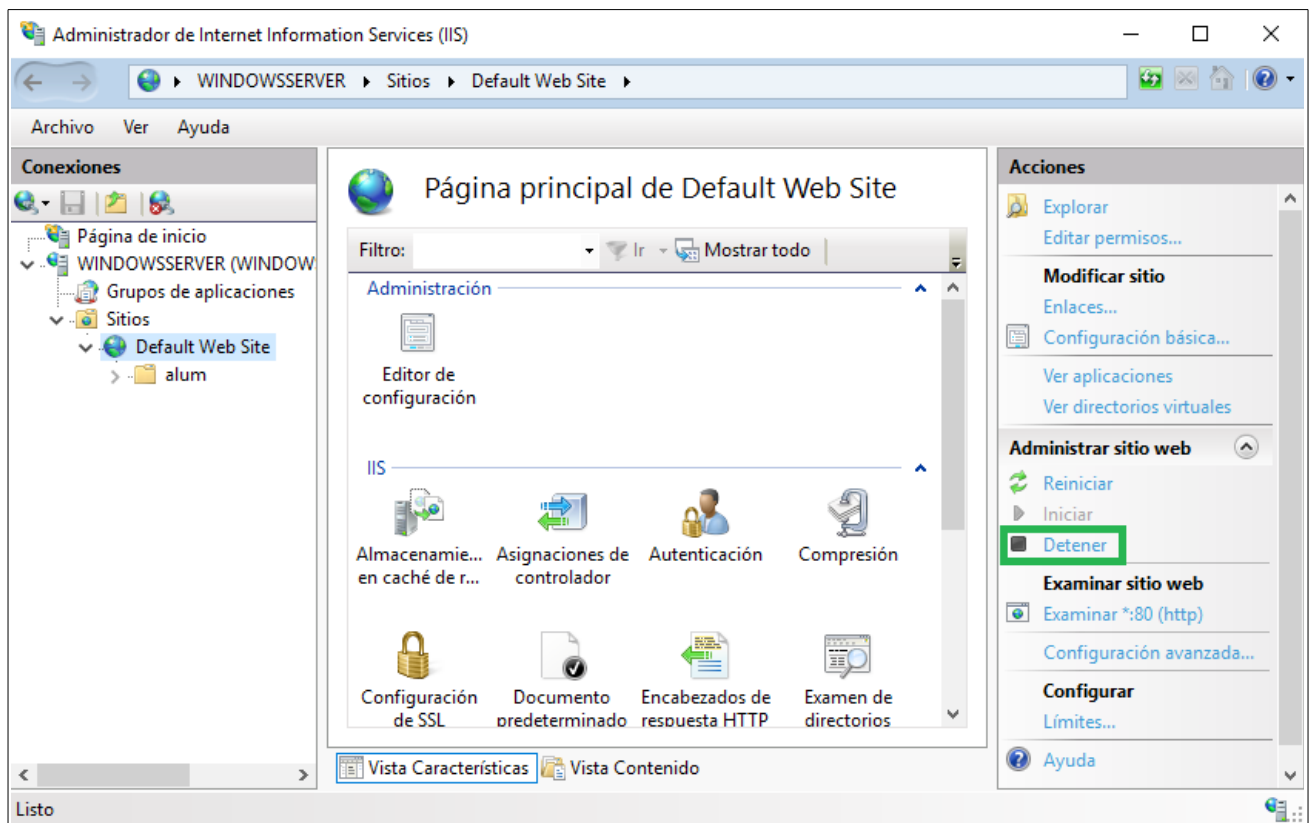 Administrador de Internet Information Services (IIS)
WINDOWSSERVER Sitios Default Web Site
Archivo Ver Ayuda
Conexiones
Página de inicio
WINDOWSSERVER (WINDOW
Grupos de aplicaciones
Sitios
Default Web Site
alum
Página principal de Default Web Site
Filtro: Ir Mostrar todo
Administración
Editor de
configuración
IIS
Almacenamie...
en caché de r...
Asignaciones de
controlador
Autenticación
Compresión
Configuración
de SSL
Documento
predeterminado
Encabezados de
respuesta HTTP
Examen de
directorios
Vista Características Vista Contenido
Acciones
Explorar
Editar permisos...
Modificar sitio
Enlaces...
Configuración básica...
Ver aplicaciones
Ver directorios virtuales
Administrar sitio web
Reiniciar
Iniciar
Detener
Examinar sitio web
Examinar *:80 (http)
Configuración avanzada...
Configurar
Límites...
Ayuda
Listo